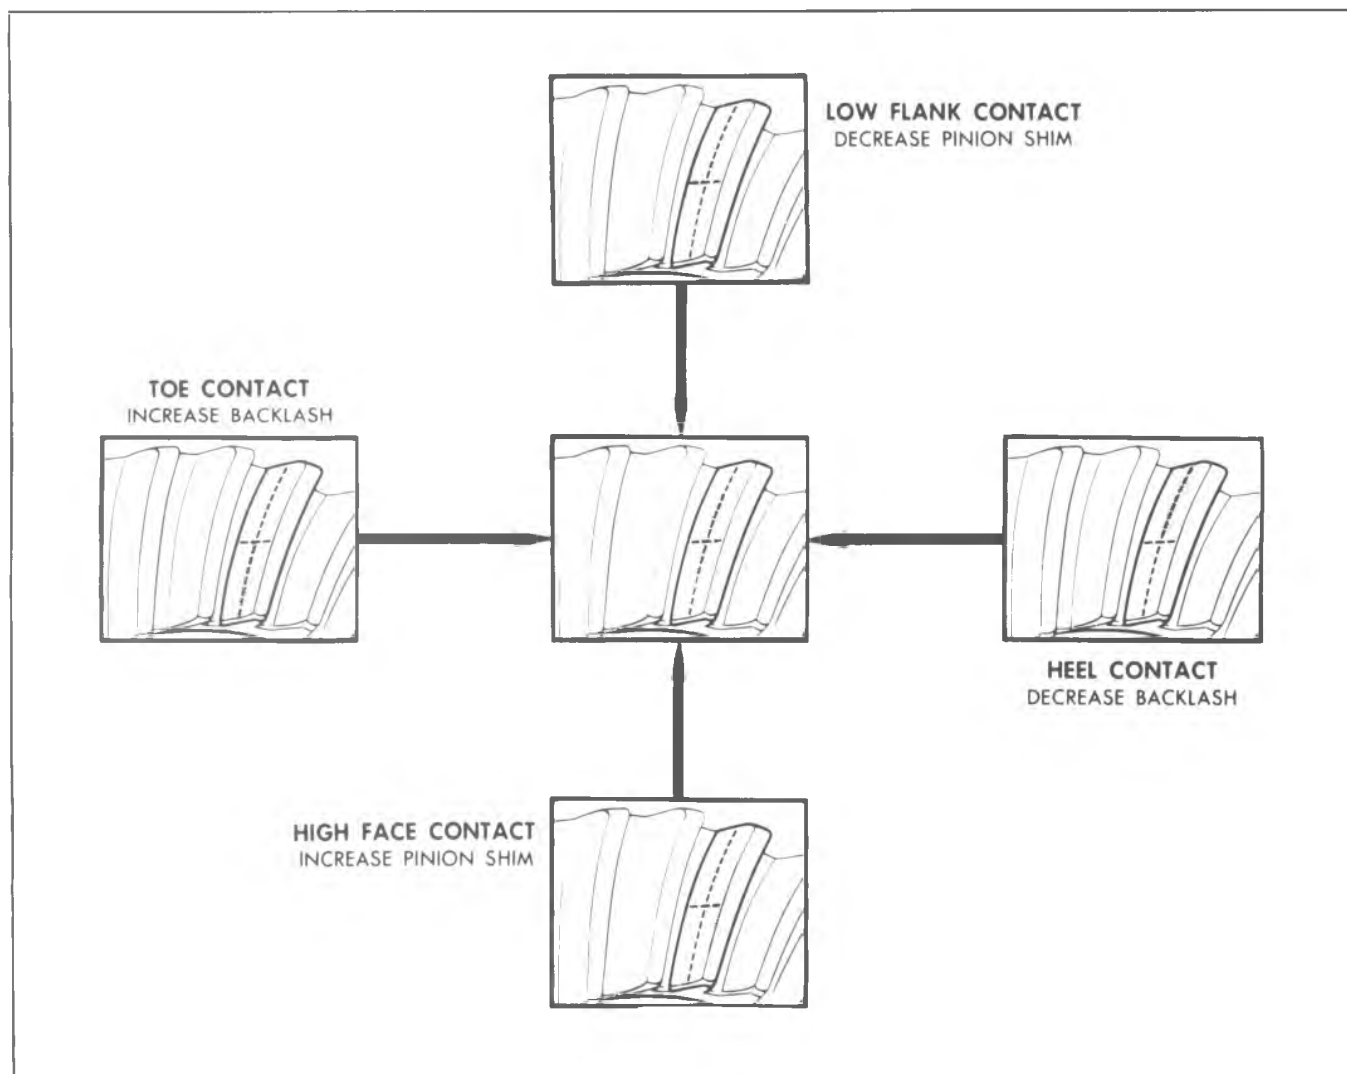 LOW FLANK CONTACT
DECREASE PINION SHIM
TOE CONTACT
INCREASE BACKLASH
HEEL CONTACT
DECREASE BACKLASH
HIGH FACE CONTACT
INCREASE PINION SHIM